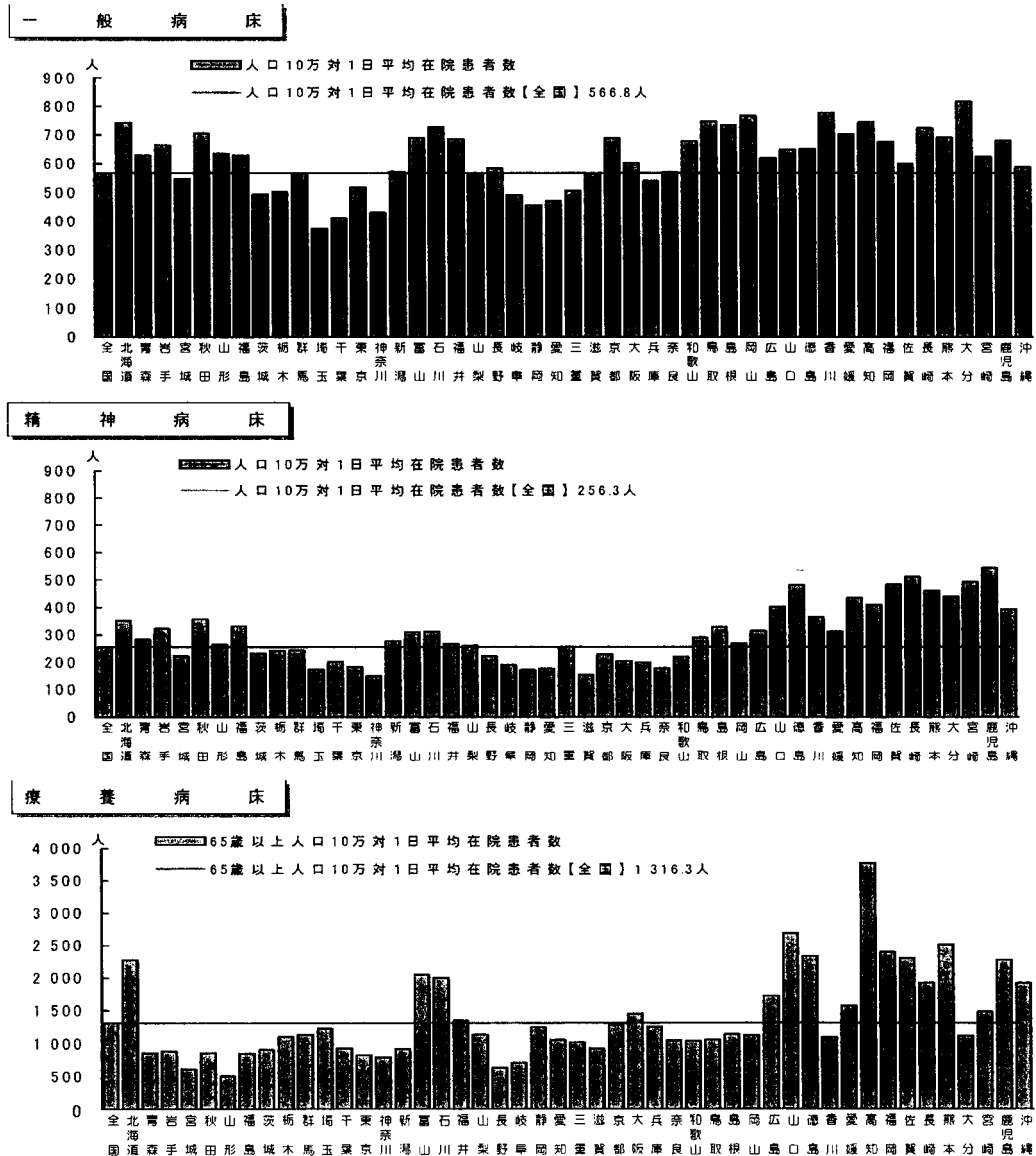 一般病床
人
人口10万対1日平均在院患者数
人口10万対1日平均在院患者数【全国】566.8人
900
800
700
600
500
400
300
200
100
0
全国 北海道 青森 岩手 宮城 秋田 山形 福島 茨城 栃木 群馬 埼玉 千葉 東京 神奈川 新潟 富山 石川 福井 山梨 長野 岐阜 静岡 愛知 三重 滋賀 京都 大阪 兵庫 奈良 和歌山 鳥取 島根 岡山 広島 山口 徳島 香川 愛媛 高知 福岡 佐賀 長崎 熊本 大分 宮崎 鹿児島 沖縄
精神病床
人
人口10万対1日平均在院患者数
人口10万対1日平均在院患者数【全国】256.3人
900
800
700
600
500
400
300
200
100
0
全国 北海道 青森 岩手 宮城 秋田 山形 福島 茨城 栃木 群馬 埼玉 千葉 東京 神奈川 新潟 富山 石川 福井 山梨 長野 岐阜 静岡 愛知 三重 滋賀 京都 大阪 兵庫 奈良 和歌山 鳥取 島根 岡山 広島 山口 徳島 香川 愛媛 高知 福岡 佐賀 長崎 熊本 大分 宮崎 鹿児島 沖縄
療養病床
人
65歳以上人口10万対1日平均在院患者数
65歳以上人口10万対1日平均在院患者数【全国】1 316.3人
4 000
3 500
3 000
2 500
2 000
1 500
1 000
500
0
全国 北海道 青森 岩手 宮城 秋田 山形 福島 茨城 栃木 群馬 埼玉 千葉 東京 神奈川 新潟 富山 石川 福井 山梨 長野 岐阜 静岡 愛知 三重 滋賀 京都 大阪 兵庫 奈良 和歌山 鳥取 島根 岡山 広島 山口 徳島 香川 愛媛 高知 福岡 佐賀 長崎 熊本 大分 宮崎 鹿児島 沖縄